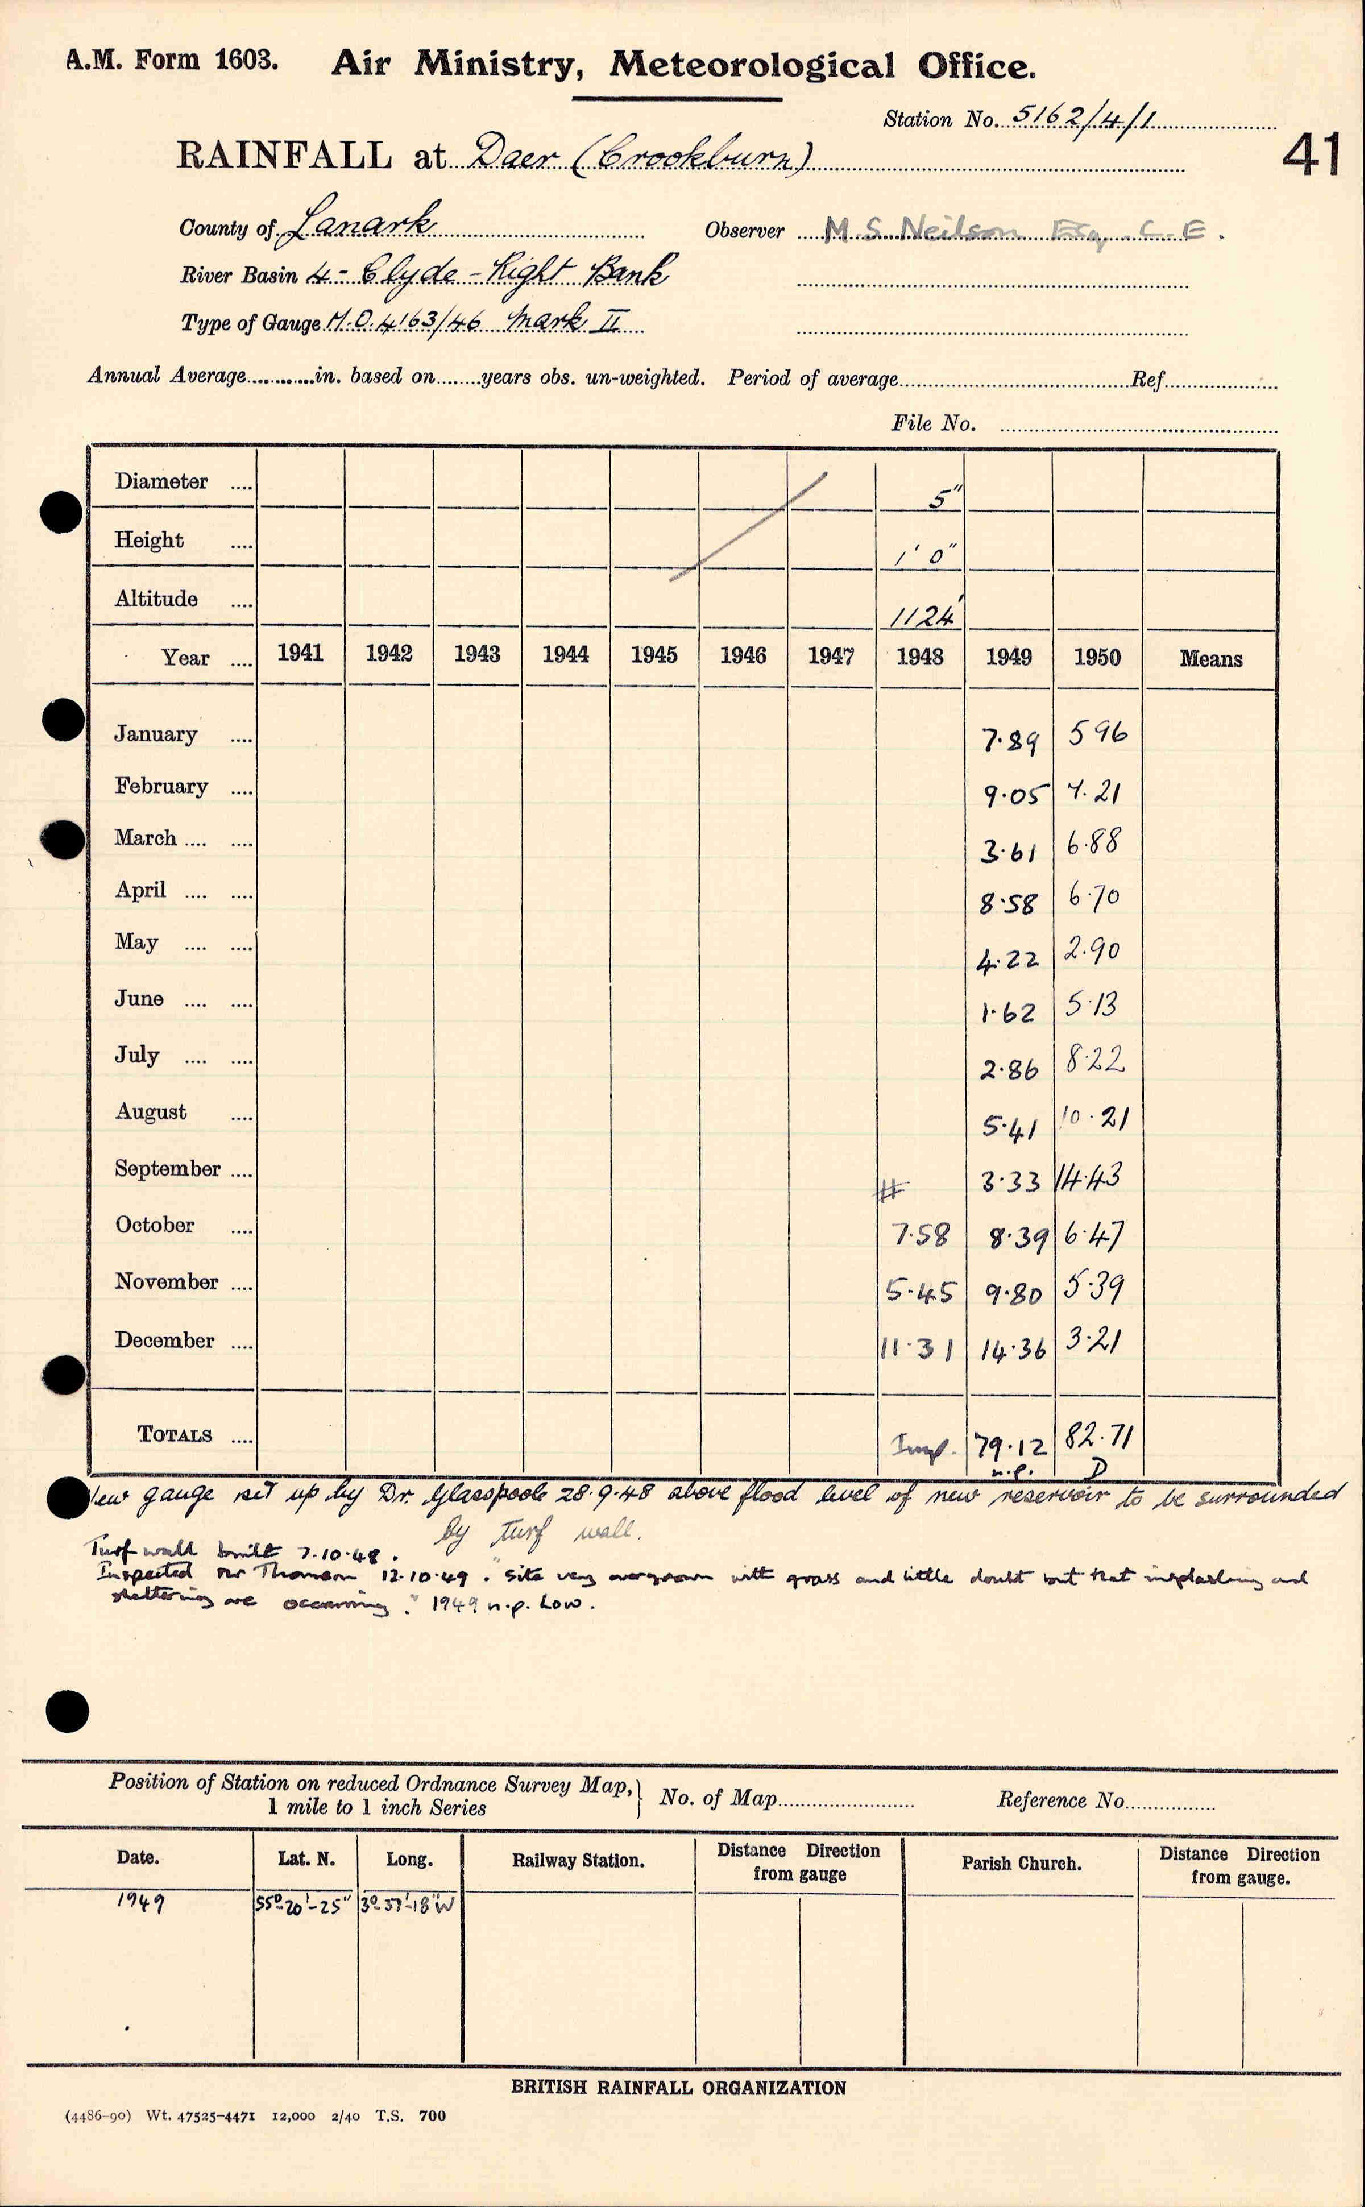 A.M. Form 1603. Air Ministry, Meteorological Office.
Station No. 5162/4/1
41
RAINFALL at Daer (Crookburn)
County of Lanark Observer M. S. Neilson Esq. C.E.
River Basin 4 - Clyde - Right Bank
Type of Gauge M.O. 4163/46 Mark II
Annual Average............in. based on........years obs. un-weighted. Period of average........Ref........
File No. ........
Diameter .... 5"
Height .... 1' 0"
Altitude .... 1124'
Year .... 1941 1942 1943 1944 1945 1946 1947 1948 1949 1950 Means
January .... 7.89 5 96
February .... 9.05 7.21
March .... .... 3.61 6.88
April .... .... 8.58 6.70
May .... .... 4.22 2.90
June .... .... 1.62 5.13
July .... .... 2.86 8.22
August .... 5.41 10.21
September .... # 3.33 14.43
October .... 7.58 8.39 6.47
November .... 5.45 9.80 5.39
December .... 11.31 14.36 3.21
TOTALS .... Imp. 79.12 82.71
n.p. D
New gauge set up by Dr. Glasspoole 28.9.48 above flood level of new reservoir to be surrounded
by turf wall.
Turf wall built 7.10.48.
Inspected Mr Thomson 12.10.49. "Site very overgrown with grass and little doubt but that insplashing and
sheltering are occurring." 1949 n.p. Low.
Position of Station on reduced Ordnance Survey Map, } No. of Map........ Reference No........
1 mile to 1 inch Series
Date. Lat. N. Long. Railway Station. Distance from gauge Direction Parish Church. Distance from gauge. Direction
1949 55°-20'-25" 3°-37'-18"W
BRITISH RAINFALL ORGANIZATION
(4486-90) Wt. 47525-4471 12,000 2/40 T.S. 700